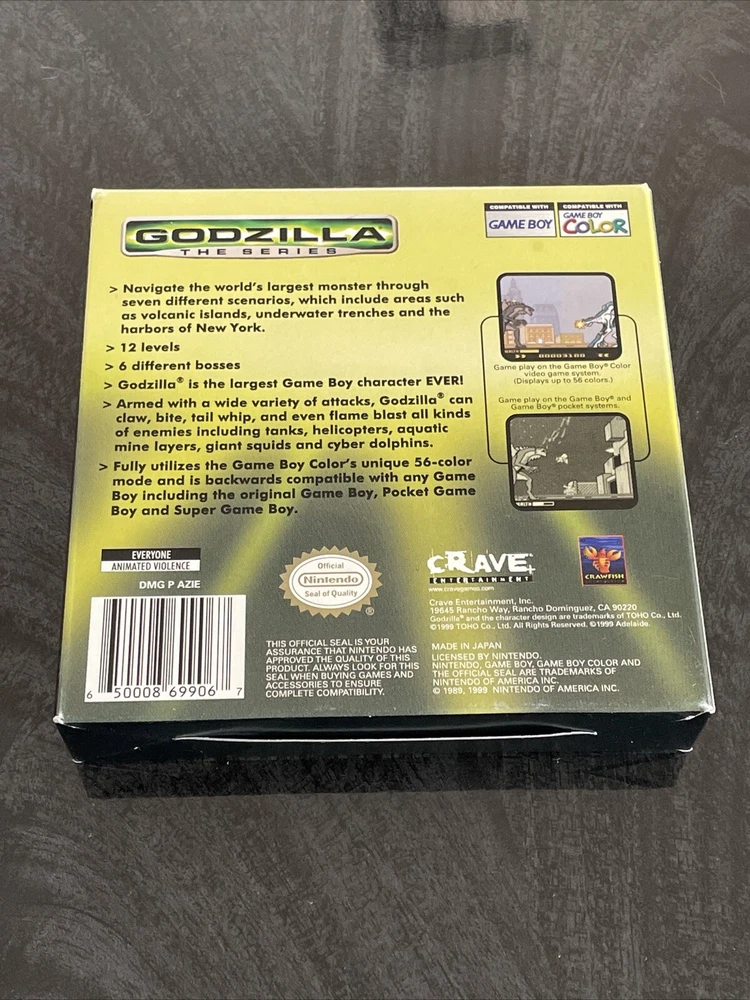 GODZILLA
THE SERIES
COMPATIBLE WITH
GAME BOY
COMPATIBLE WITH
GAME BOY
COLOR
> Navigate the world's largest monster through
seven different scenarios, which include areas such
as volcanic islands, underwater trenches and the
harbors of New York.
> 12 levels
> 6 different bosses
> Godzilla® is the largest Game Boy character EVER!
> Armed with a wide variety of attacks, Godzilla® can
claw, bite, tail whip, and even flame blast all kinds
of enemies including tanks, helicopters, aquatic
mine layers, giant squids and cyber dolphins.
> Fully utilizes the Game Boy Color's unique 56-color
mode and is backwards compatible with any Game
Boy including the original Game Boy, Pocket Game
Boy and Super Game Boy.
00003100
Game play on the Game Boy® Color
video game system.
(Displays up to 56 colors.)
Game play on the Game Boy® and
Game Boy® pocket systems.
EVERYONE
ANIMATED VIOLENCE
DMG P AZIE
6 50008 69906 7
Official
Nintendo
Seal of Quality
®
THIS OFFICIAL SEAL IS YOUR
ASSURANCE THAT NINTENDO HAS
APPROVED THE QUALITY OF THIS
PRODUCT. ALWAYS LOOK FOR THIS
SEAL WHEN BUYING GAMES AND
ACCESSORIES TO ENSURE
COMPLETE COMPATIBILITY.
CRAVE
ENTERTAINMENT
www.cravegames.com
CRAWFISH
Crave Entertainment, Inc.
19645 Rancho Way, Rancho Dominguez, CA 90220
Godzilla® and the character design are trademarks of TOHO Co., Ltd.
©1999 TOHO Co., Ltd. All Rights Reserved. ©1999 Adelaide.
MADE IN JAPAN
LICENSED BY NINTENDO.
NINTENDO, GAME BOY, GAME BOY COLOR AND
THE OFFICIAL SEAL ARE TRADEMARKS OF
NINTENDO OF AMERICA INC.
© 1989, 1999 NINTENDO OF AMERICA INC.